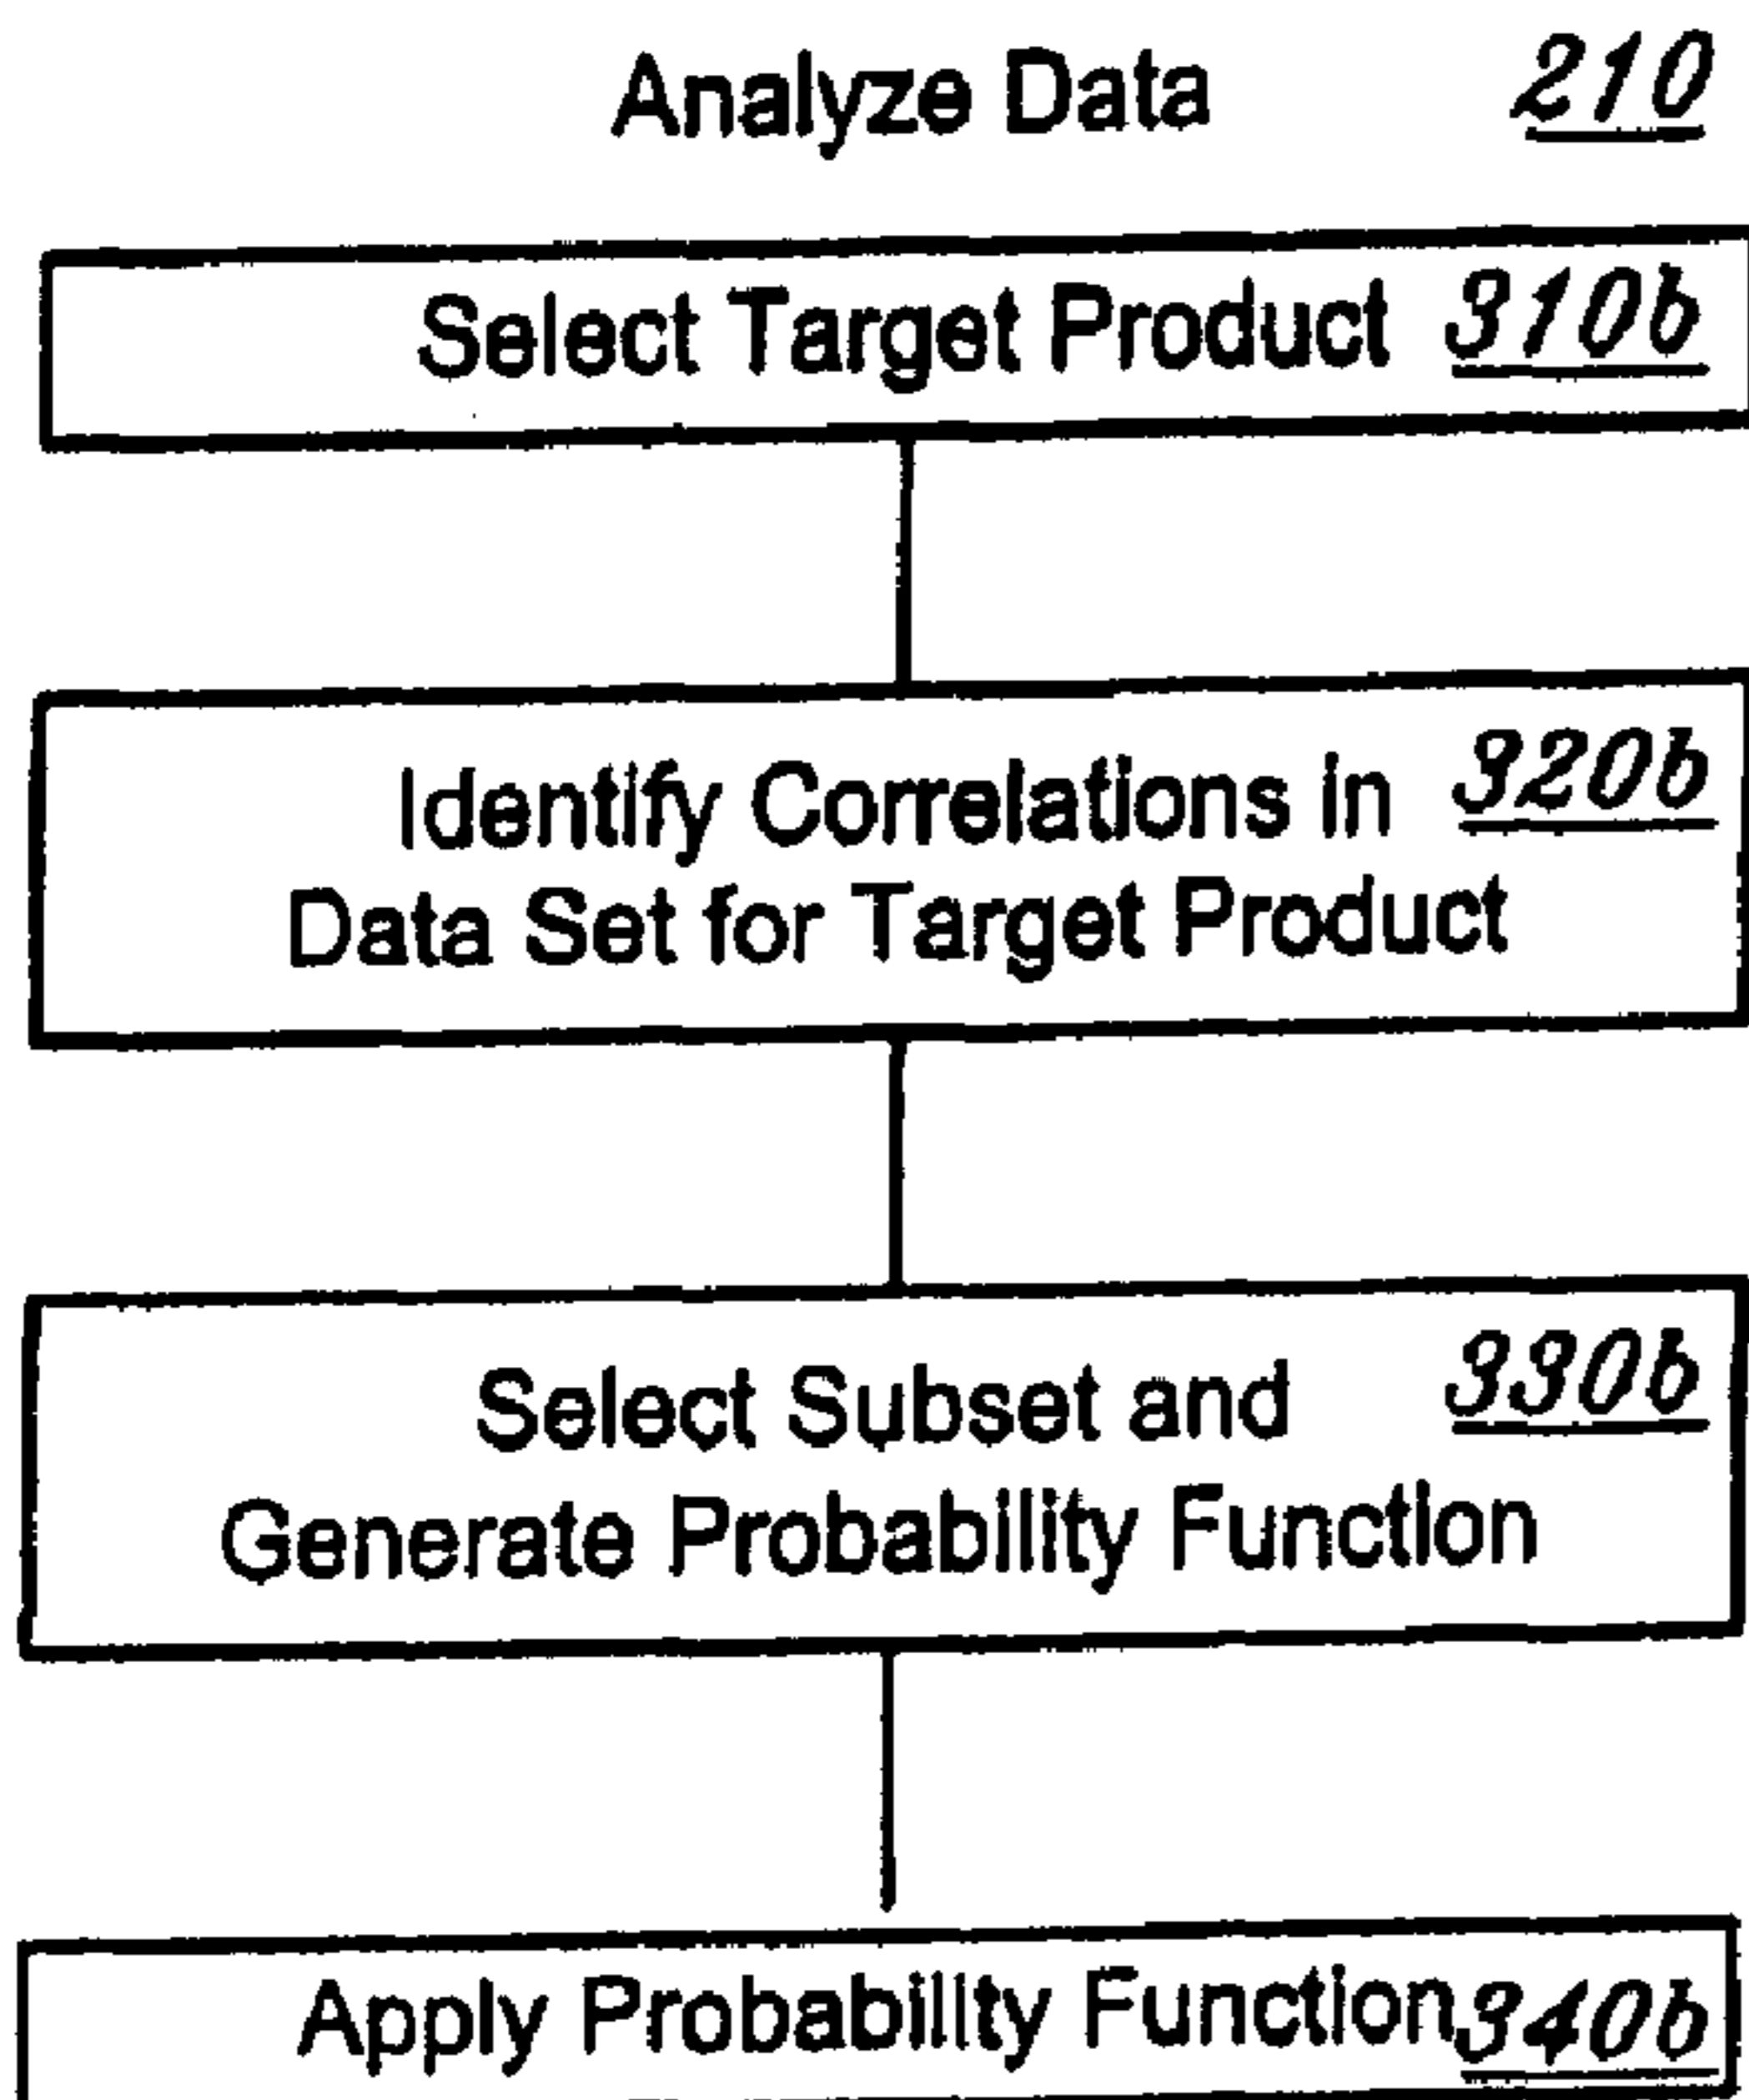 Analyze Data 210
Select Target Product 310b
Identify Correlations in 320b
Data Set for Target Product
Select Subset and 330b
Generate Probability Function
Apply Probability Function 340b